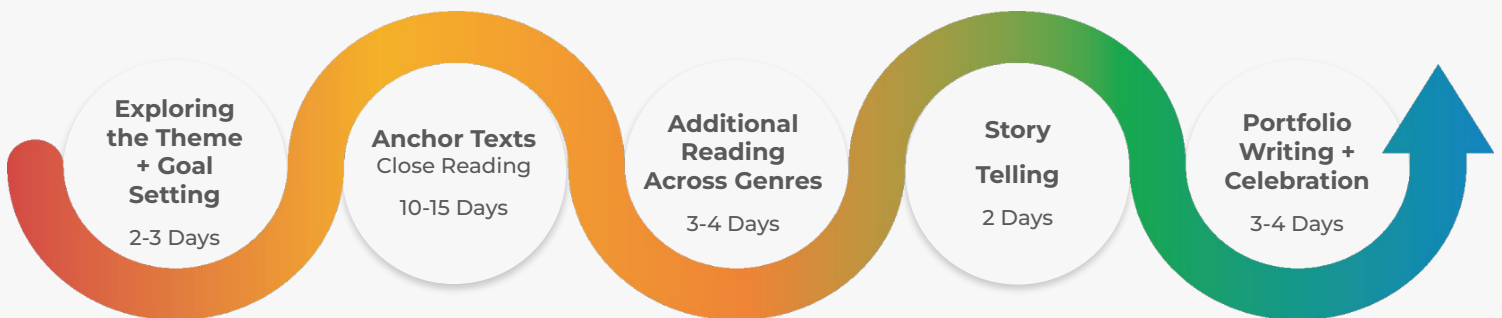 Exploring
the Theme
+ Goal
Setting
2-3 Days
Anchor Texts
Close Reading
10-15 Days
Additional
Reading
Across Genres
3-4 Days
Story
Telling
2 Days
Portfolio
Writing +
Celebration
3-4 Days